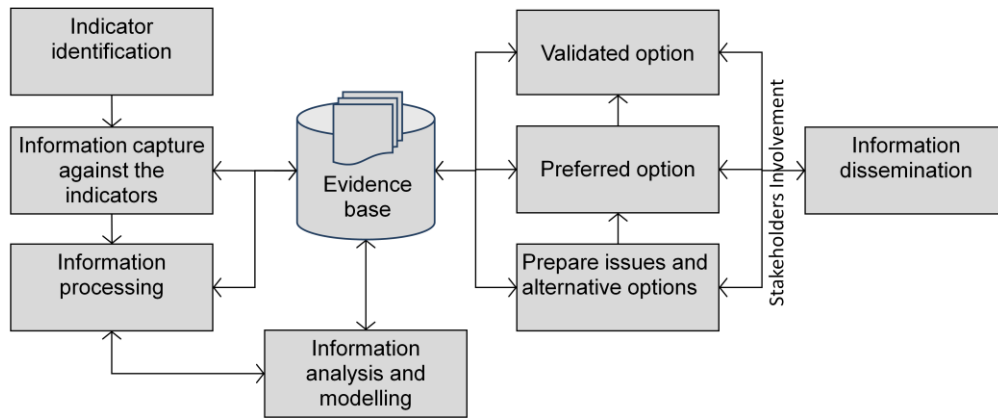 Indicator
identification
Information capture
against the
indicators
Information
processing
Evidence
base
Information
analysis and
modelling
Validated option
Preferred option
Prepare issues and
alternative options
Stakeholders Involvement
Information
dissemination